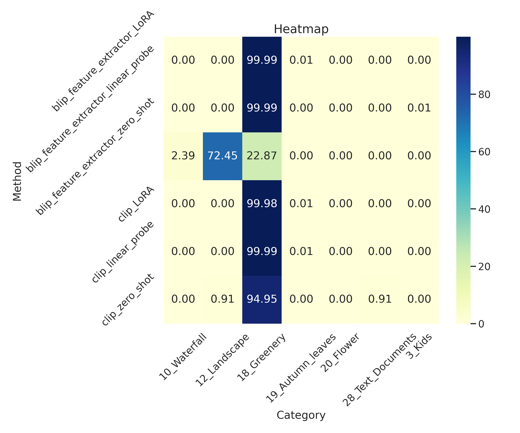 Heatmap
blip_feature_extractor_LoRA
0.00 0.00 99.99 0.01 0.00 0.00 0.00
blip_feature_extractor_linear_probe
0.00 0.00 99.99 0.00 0.00 0.00 0.01
blip_feature_extractor_zero_shot
2.39 72.45 22.87 0.00 0.00 0.00 0.00
clip_LoRA
0.00 0.00 99.98 0.01 0.00 0.00 0.00
clip_linear_probe
0.00 0.00 99.99 0.01 0.00 0.00 0.00
clip_zero_shot
0.00 0.91 94.95 0.00 0.00 0.91 0.00
Method
10_Waterfall
12_Landscape
18_Greenery
19_Autumn_leaves
20_Flower
28_Text_Documents
3_Kids
Category
80
60
40
20
0